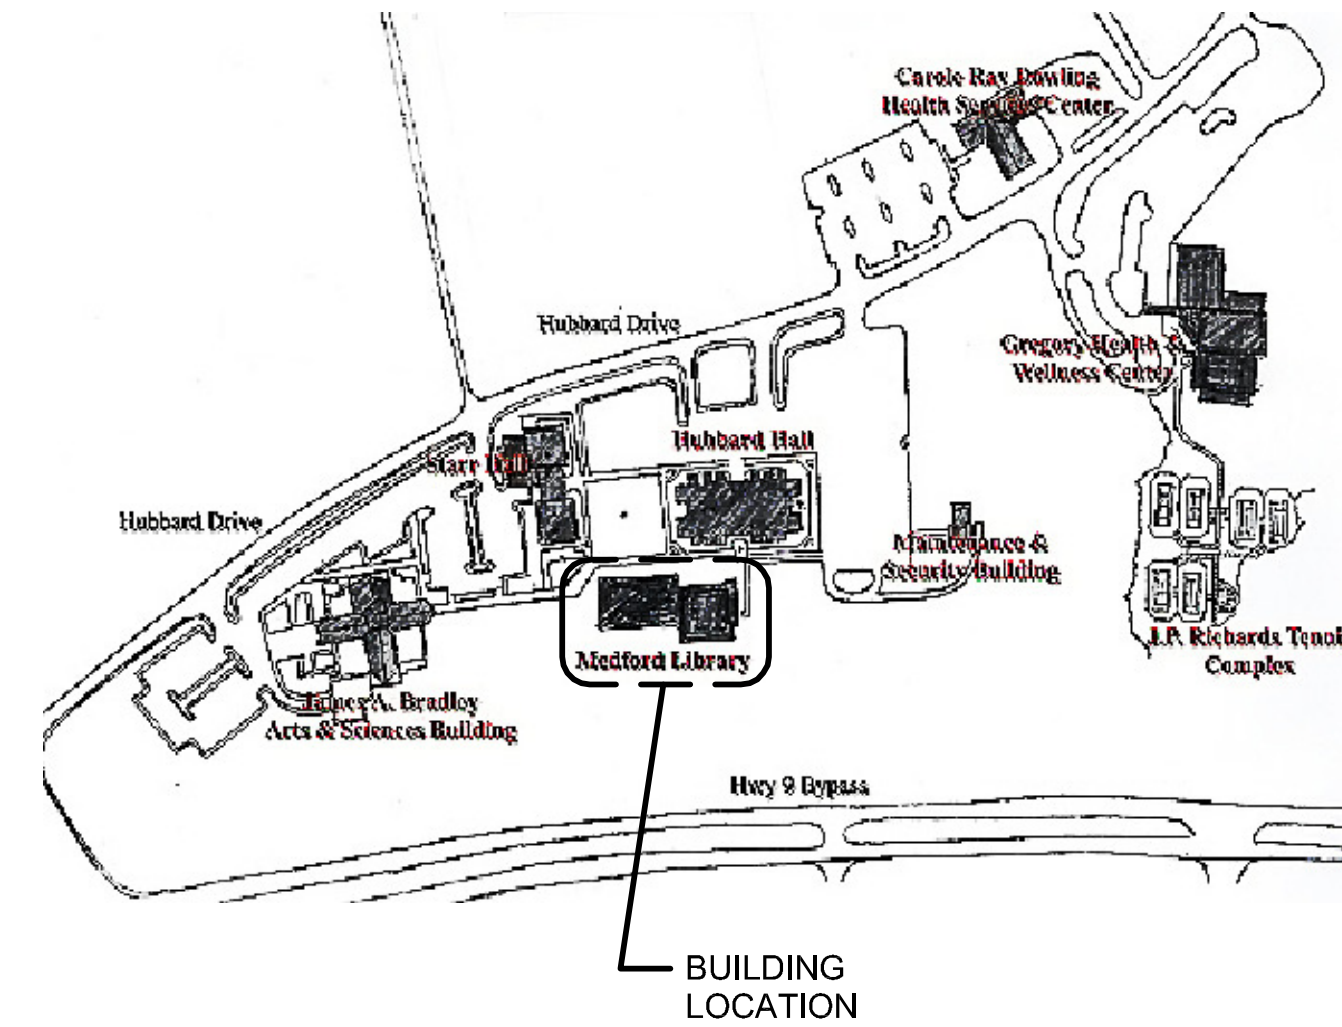 Carole Ray Dowling
Health Services Center
Hubbard Drive
Gregory Health &
Wellness Center
Hubbard Hall
Starr Hall
Hubbard Drive
Maintenance &
Security Building
J.P. Richards Tenni
Complex
Medford Library
James A. Bradley
Arts & Sciences Building
Hwy 9 Bypass
BUILDING
LOCATION